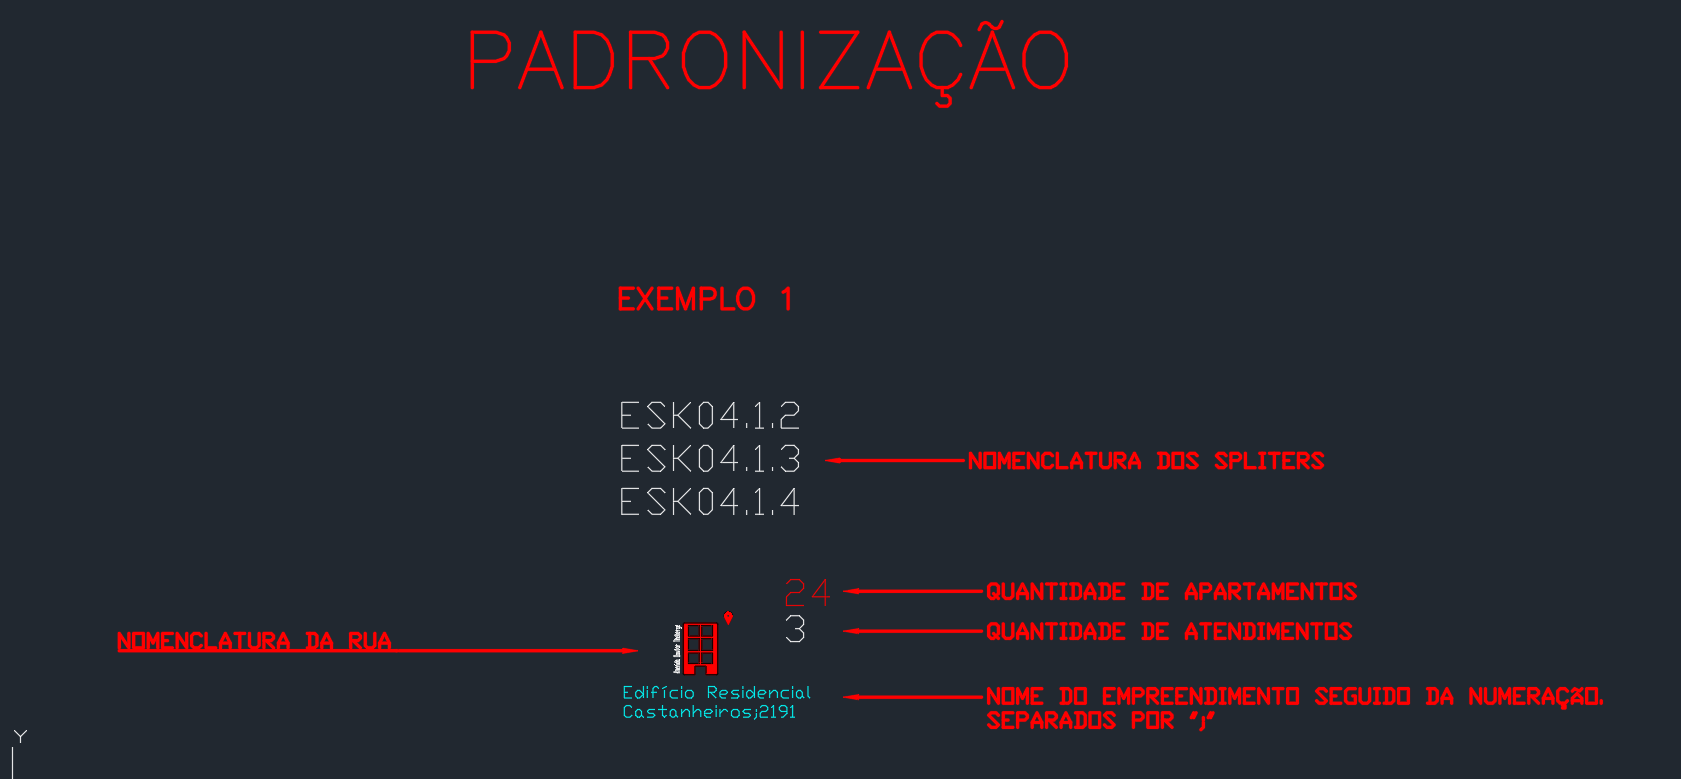 PADRONIZAÇÃO
EXEMPLO 1
ESK04.1.2
ESK04.1.3
NOMENCLATURA DOS SPLITERS
ESK04.1.4
24
QUANTIDADE DE APARTAMENTOS
3
QUANTIDADE DE ATENDIMENTOS
NOMENCLATURA DA RUA
Edifício Residencial
Castanheiros;2191
NOME DO EMPREENDIMENTO SEGUIDO DA NUMERAÇÃO.
SEPARADOS POR ";"
Y